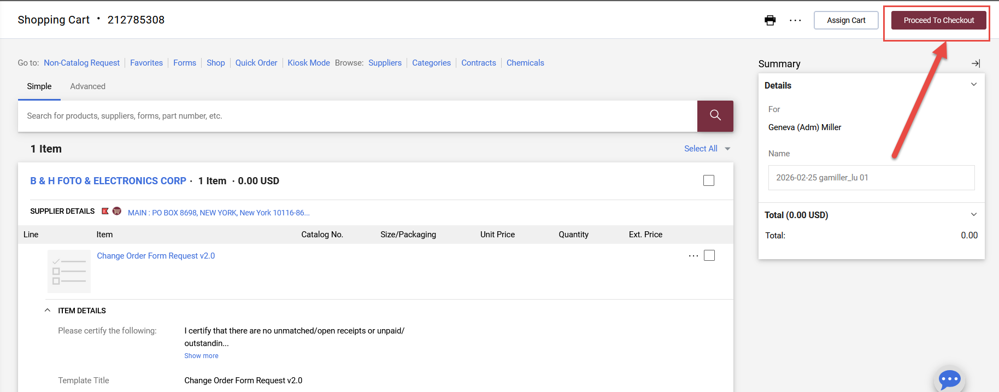 Shopping Cart • 212785308
Assign Cart
Proceed To Checkout
Go to: Non-Catalog Request Favorites Forms Shop Quick Order Kiosk Mode Browse: Suppliers Categories Contracts Chemicals
Simple Advanced
Search for products, suppliers, forms, part number, etc.
1 Item
Select All
B & H FOTO & ELECTRONICS CORP · 1 Item · 0.00 USD
SUPPLIER DETAILS MAIN : PO BOX 8698, NEW YORK, New York 10116-86...
Line Item Catalog No. Size/Packaging Unit Price Quantity Ext. Price
Change Order Form Request v2.0
ITEM DETAILS
Please certify the following: I certify that there are no unmatched/open receipts or unpaid/
outstandin...
Show more
Template Title Change Order Form Request v2.0
Summary
Details
For
Geneva (Adm) Miller
Name
2026-02-25 gamiller_lu 01
Total (0.00 USD)
Total: 0.00